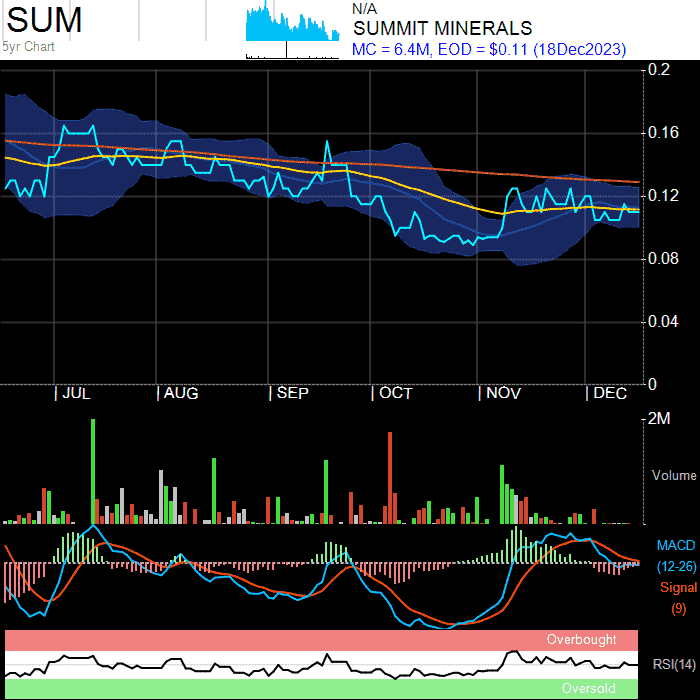 SUM
5yr Chart
N/A
SUMMIT MINERALS
MC = 6.4M, EOD = $0.11 (18Dec2023)
0.2
0.16
0.12
0.08
0.04
0
JUL AUG SEP OCT NOV DEC
2M
Volume
MACD
(12-26)
Signal
(9)
Overbought
RSI(14)
Oversold